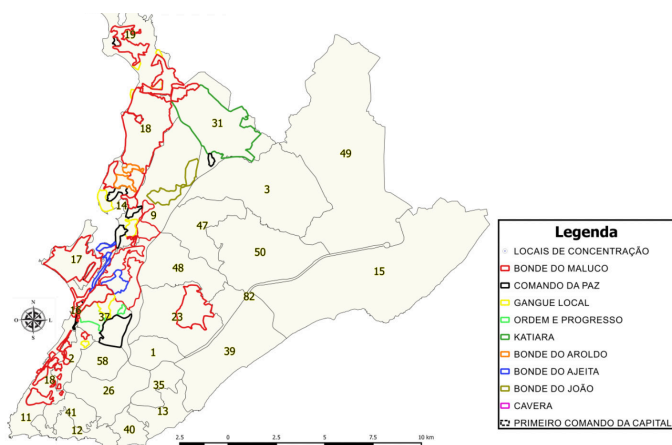 19
18
31
49
3
14
9
47
50
17
48
15
82
16
23
37
39
2
58
1
18
26
35
11
41
13
12
40
N
O
L
S
2.5
0
2.5
5
7.5
10 km
Legenda
LOCAIS DE CONCENTRAÇÃO
BONDE DO MALUCO
COMANDO DA PAZ
GANGUE LOCAL
ORDEM E PROGRESSO
KATIARA
BONDE DO AROLDO
BONDE DO AJEITA
BONDE DO JOÃO
CAVERA
PRIMEIRO COMANDO DA CAPITAL